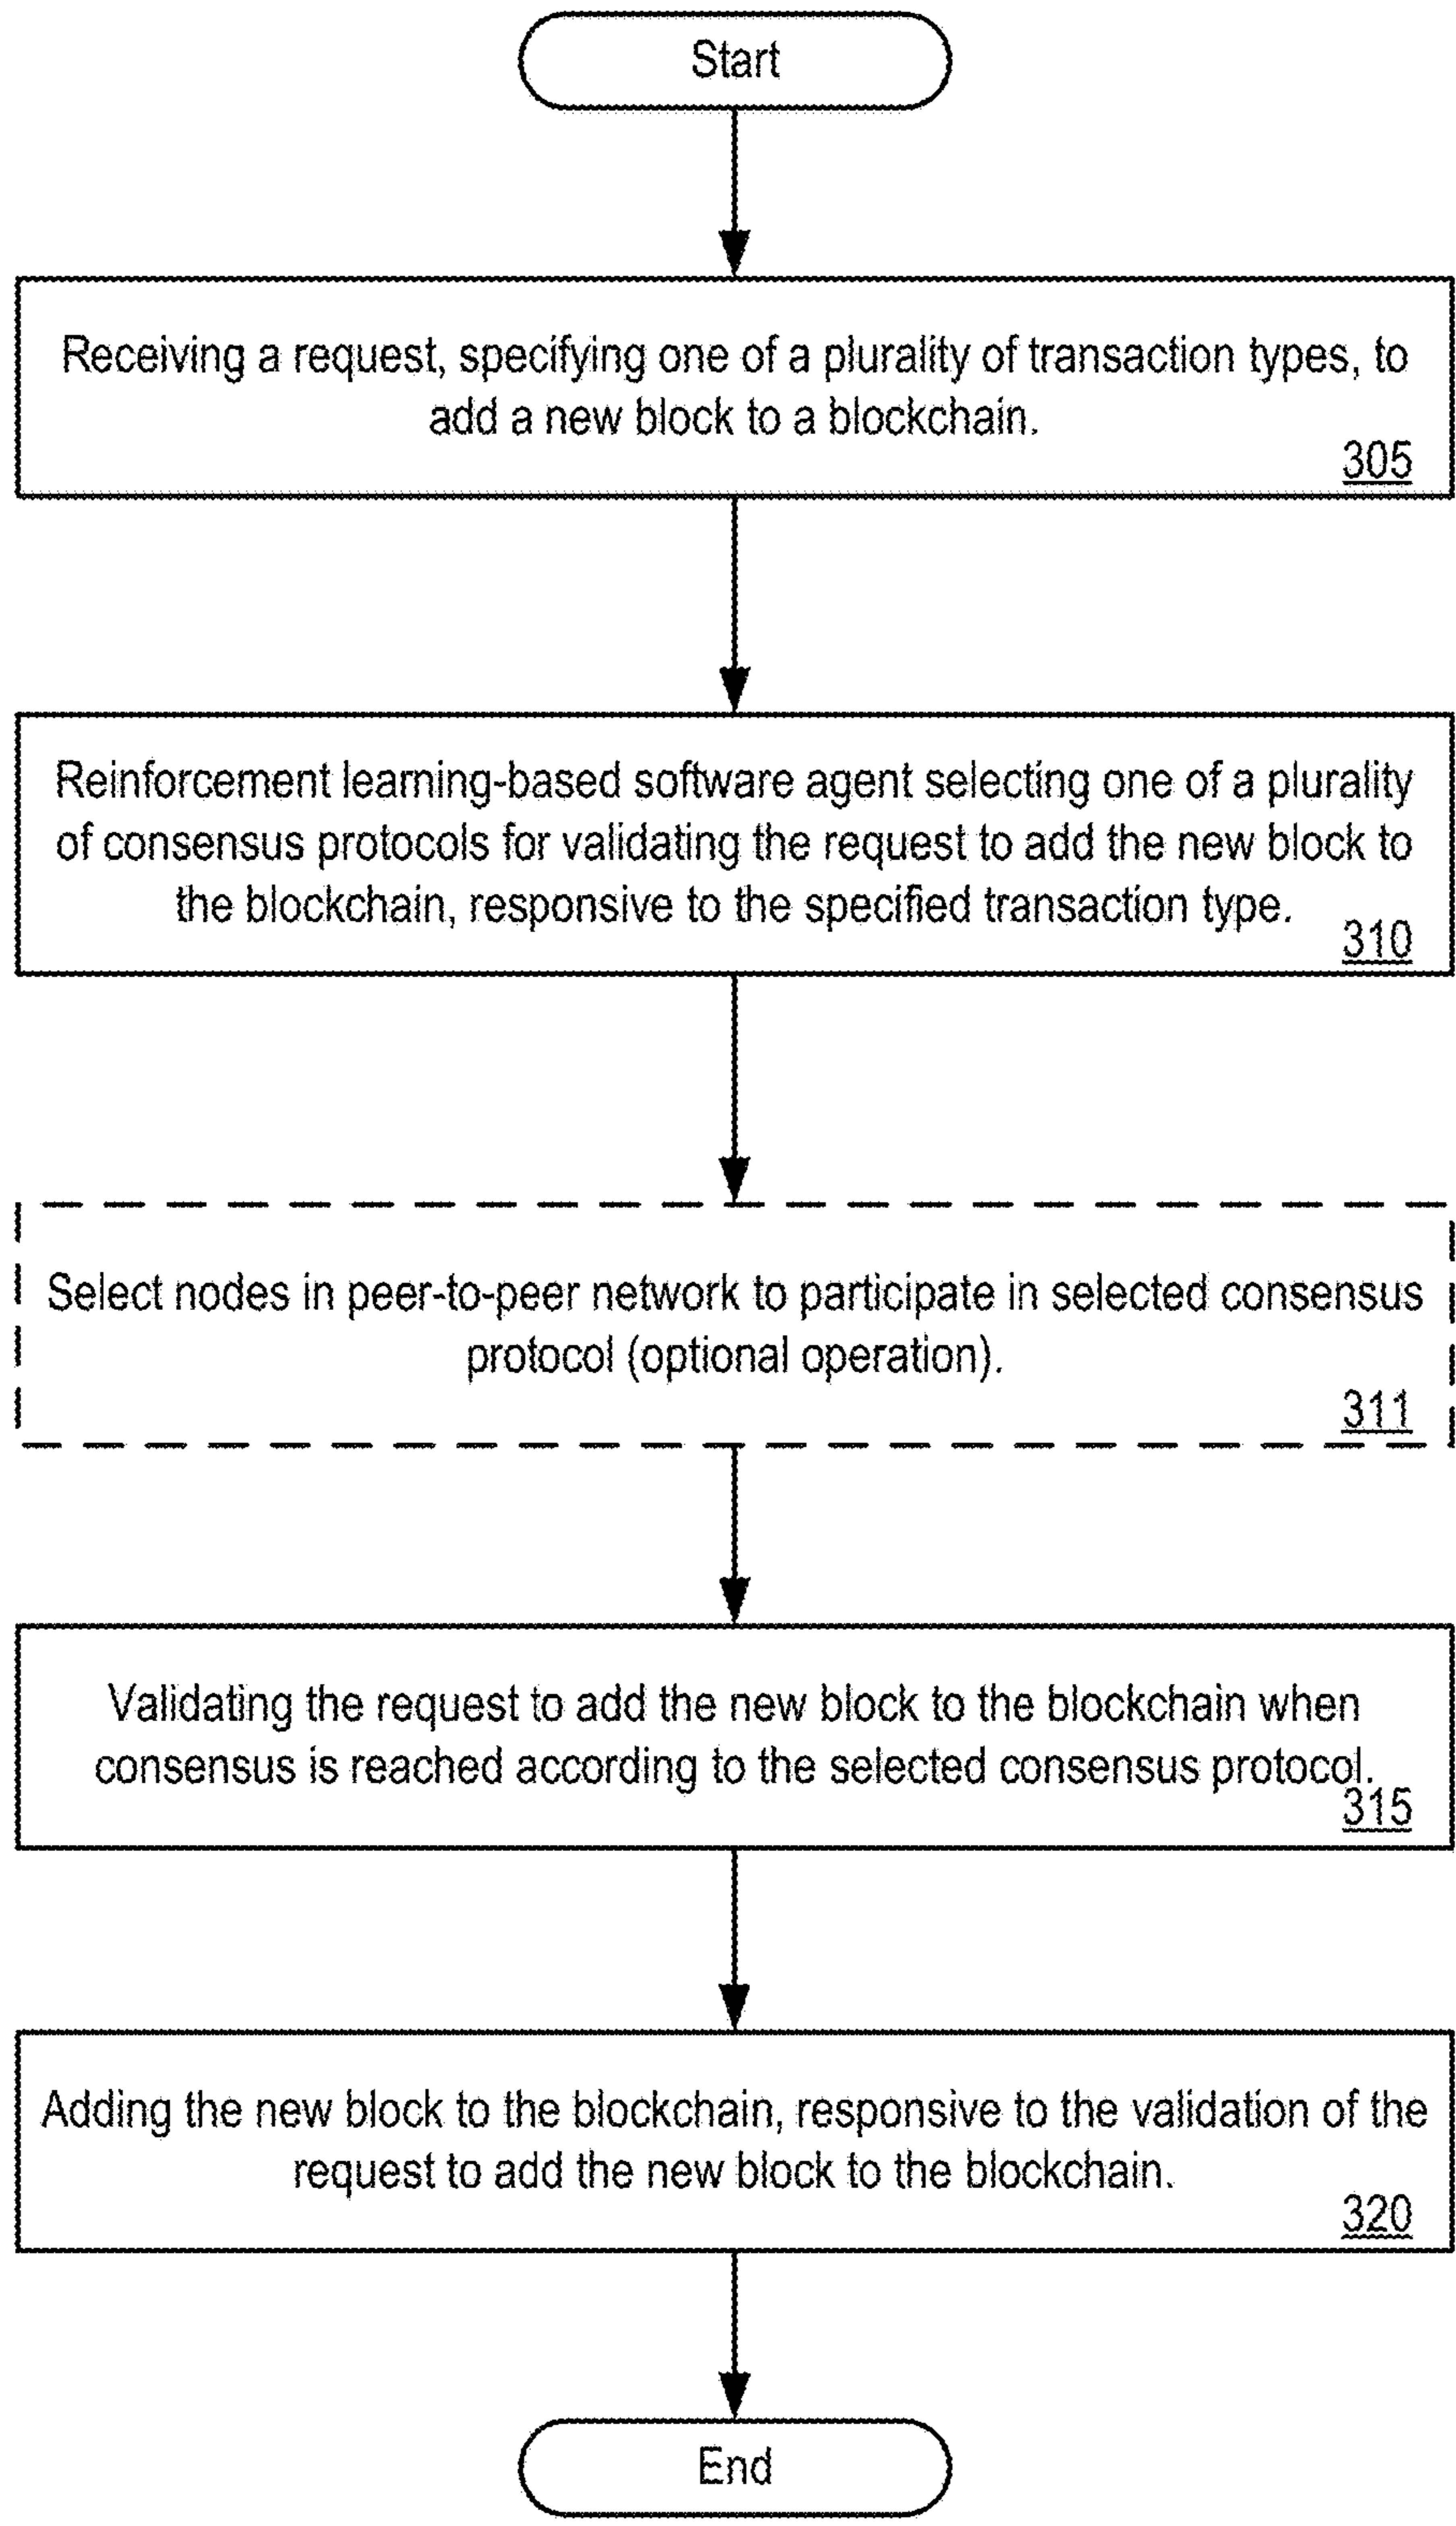 Start
Receiving a request, specifying one of a plurality of transaction types, to
add a new block to a blockchain.
305
Reinforcement learning-based software agent selecting one of a plurality
of consensus protocols for validating the request to add the new block to
the blockchain, responsive to the specified transaction type.
310
Select nodes in peer-to-peer network to participate in selected consensus
protocol (optional operation).
311
Validating the request to add the new block to the blockchain when
consensus is reached according to the selected consensus protocol.
315
Adding the new block to the blockchain, responsive to the validation of the
request to add the new block to the blockchain.
320
End